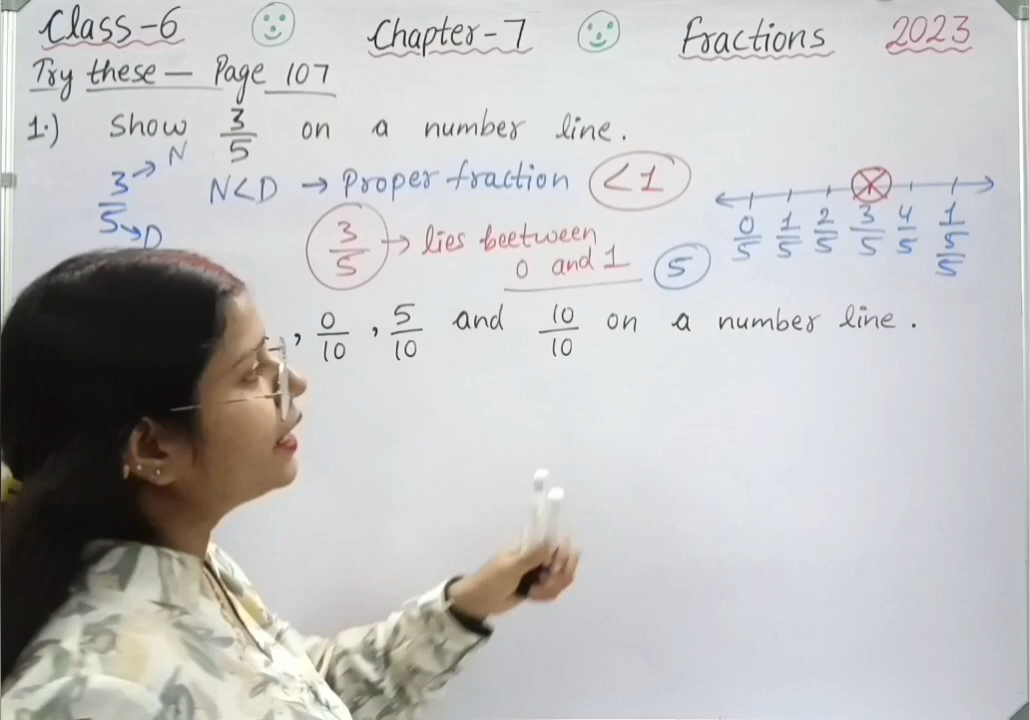 Class-6 Chapter-7 Fractions 2023
Try these — Page 107
1.) Show 3/5 on a number line.
3/5 → N → D
N<D → Proper fraction <1
3/5 → lies beetween
0 and 1
5
0/5 1/5 2/5 3/5 4/5 1 5/5
, 0/10 , 5/10 and 10/10 on a number line.